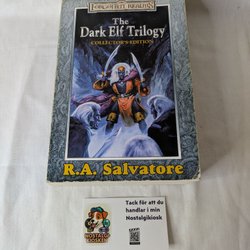 FORGOTTEN REALMS
The
Dark Elf Trilogy
COLLECTOR'S EDITION
R.A. Salvatore
Tack för att du
handlar i min
Nostalgikiosk